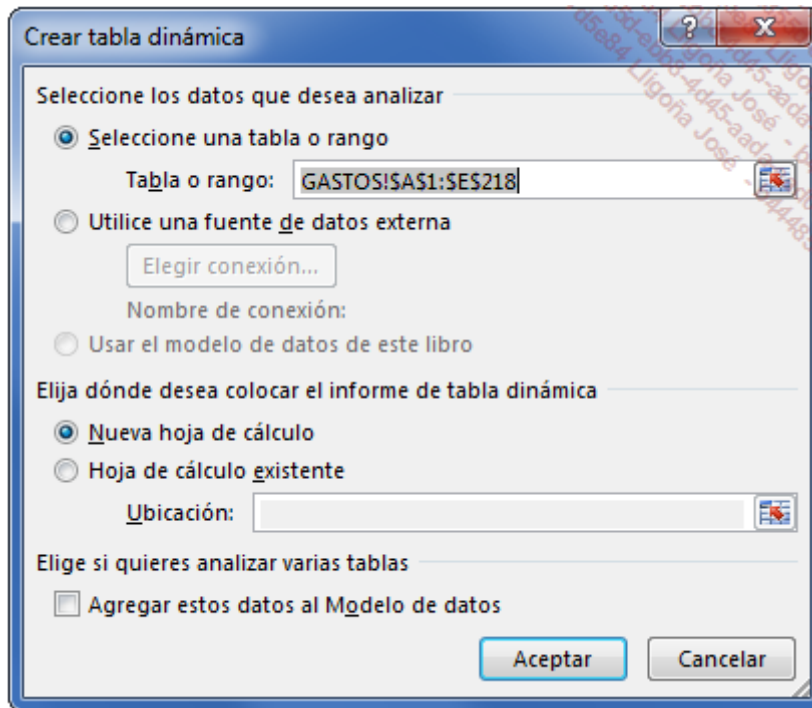 Crear tabla dinámica
Seleccione los datos que desea analizar
Seleccione una tabla o rango
Tabla o rango: GASTOS!$A$1:$E$218
Utilice una fuente de datos externa
Elegir conexión...
Nombre de conexión:
Usar el modelo de datos de este libro
Elija dónde desea colocar el informe de tabla dinámica
Nueva hoja de cálculo
Hoja de cálculo existente
Ubicación:
Elige si quieres analizar varias tablas
Agregar estos datos al Modelo de datos
Aceptar Cancelar